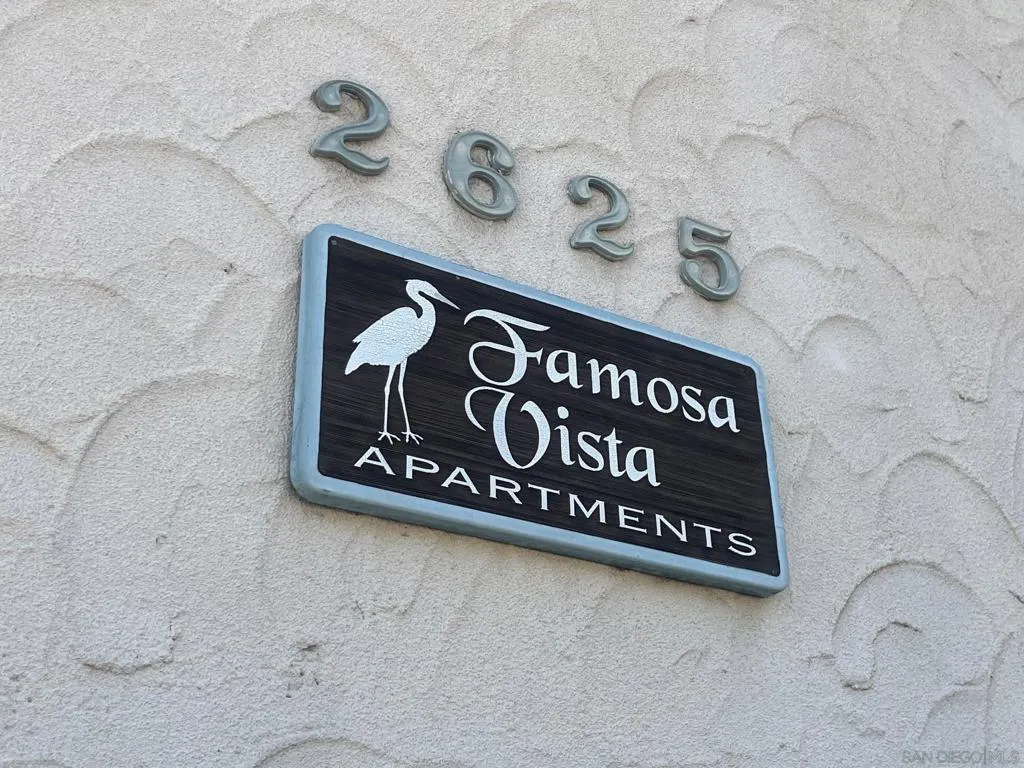 2625
Famosa
Vista
APARTMENTS
SAN DIEGO MLS